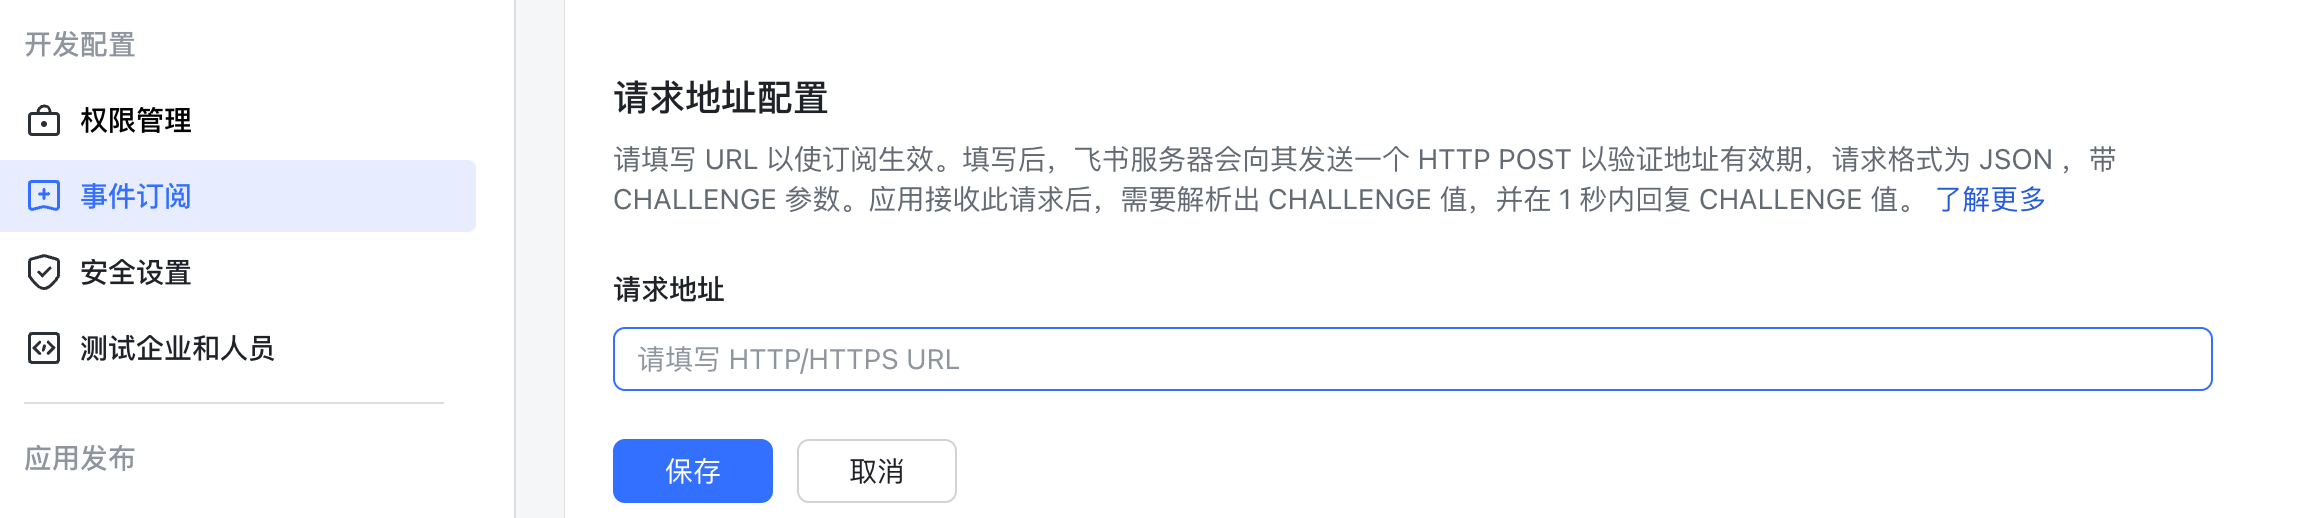 开发配置
权限管理
事件订阅
安全设置
测试企业和人员
应用发布
请求地址配置
请填写 URL 以使订阅生效。填写后，飞书服务器会向其发送一个 HTTP POST 以验证地址有效期，请求格式为 JSON ，带
CHALLENGE 参数。应用接收此请求后，需要解析出 CHALLENGE 值，并在 1 秒内回复 CHALLENGE 值。 了解更多
请求地址
请填写 HTTP/HTTPS URL
保存 取消